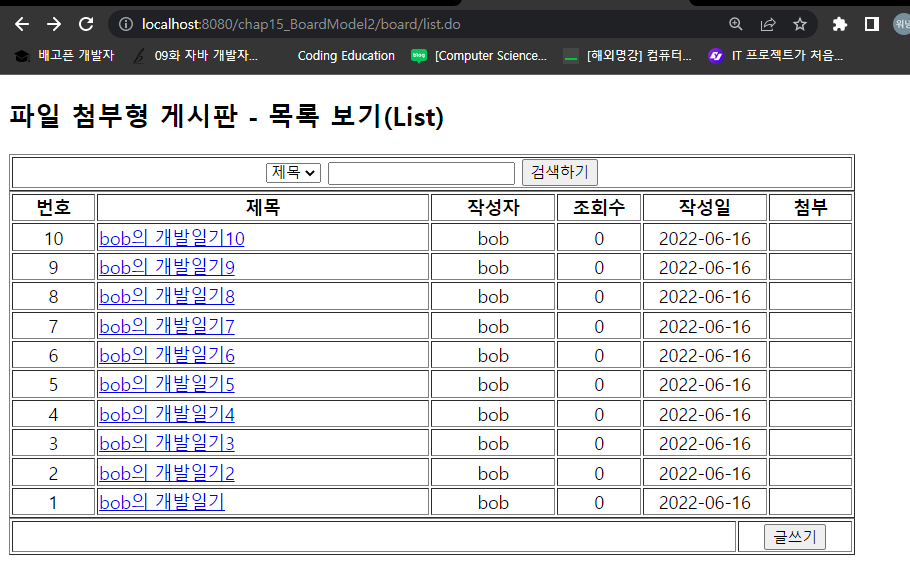 localhost:8080/chap15_BoardModel2/board/list.do
배고픈 개발자 09화 자바 개발자... Coding Education blog [Computer Science... [해외명강] 컴퓨터... IT 프로젝트가 처음...
파일 첨부형 게시판 - 목록 보기(List)
제목 검색하기
번호 제목 작성자 조회수 작성일 첨부
10 bob의 개발일기10 bob 0 2022-06-16
9 bob의 개발일기9 bob 0 2022-06-16
8 bob의 개발일기8 bob 0 2022-06-16
7 bob의 개발일기7 bob 0 2022-06-16
6 bob의 개발일기6 bob 0 2022-06-16
5 bob의 개발일기5 bob 0 2022-06-16
4 bob의 개발일기4 bob 0 2022-06-16
3 bob의 개발일기3 bob 0 2022-06-16
2 bob의 개발일기2 bob 0 2022-06-16
1 bob의 개발일기 bob 0 2022-06-16
글쓰기